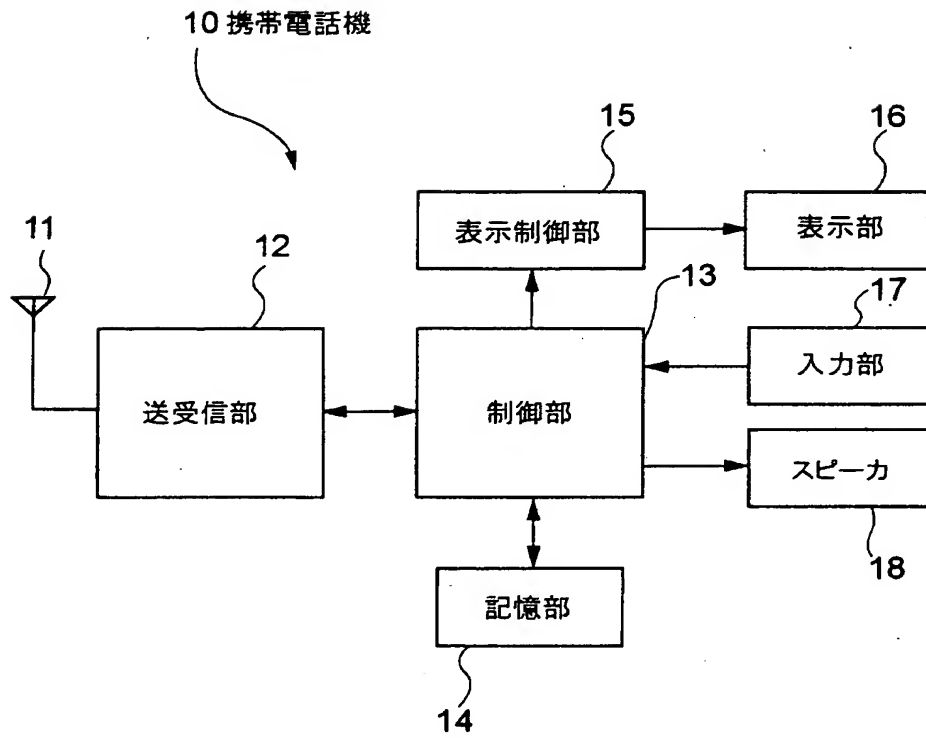 10 携帯電話機
15
16
表示制御部
表示部
11
12
13
17
送受信部
制御部
入力部
スピーカ
18
記憶部
14